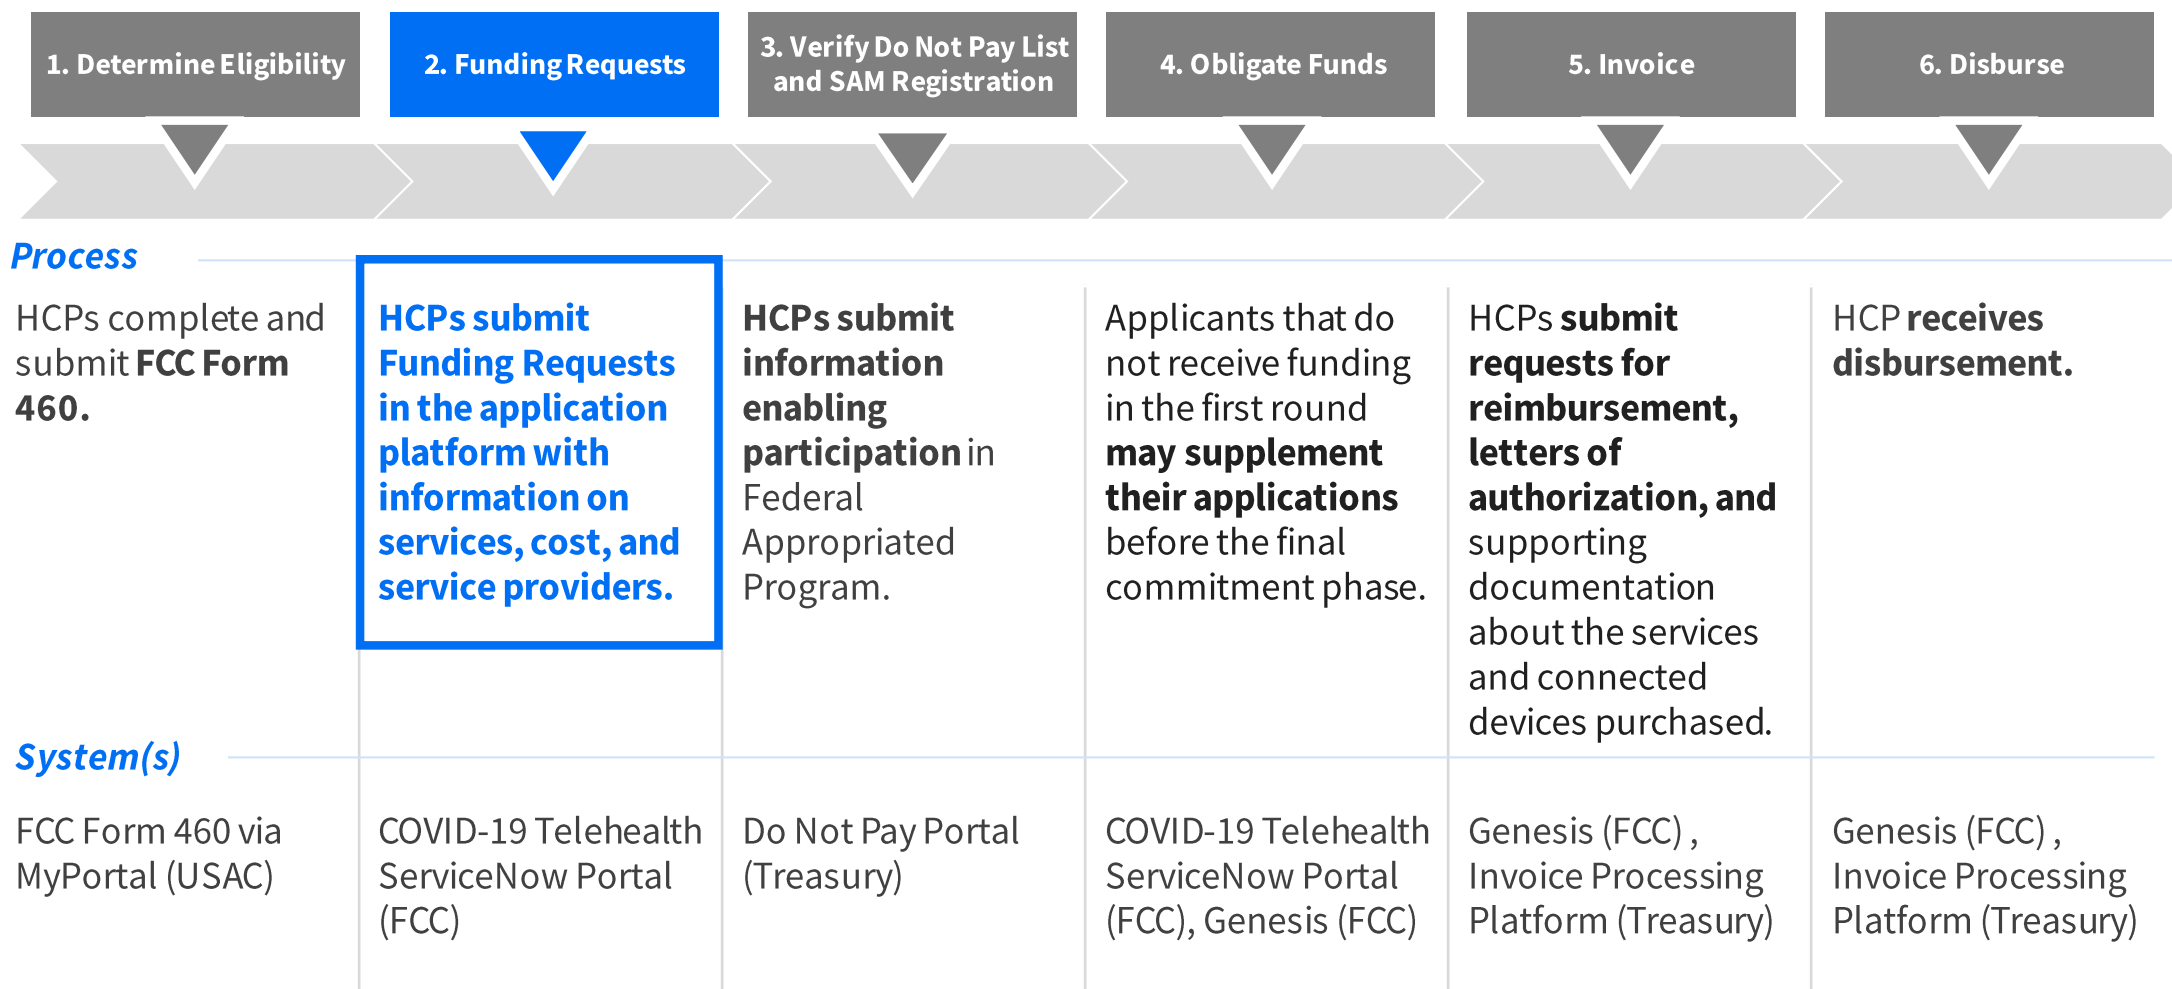 1. Determine Eligibility
2. Funding Requests
3. Verify Do Not Pay List
and SAM Registration
4. Obligate Funds
5. Invoice
6. Disburse
Process
HCPs complete and
submit FCC Form
460.
HCPs submit
Funding Requests
in the application
platform with
information on
services, cost, and
service providers.
HCPs submit
information
enabling
participation in
Federal
Appropriated
Program.
Applicants that do
not receive funding
in the first round
may supplement
their applications
before the final
commitment phase.
HCPs submit
requests for
reimbursement,
letters of
authorization, and
supporting
documentation
about the services
and connected
devices purchased.
HCP receives
disbursement.
System(s)
FCC Form 460 via
MyPortal (USAC)
COVID-19 Telehealth
ServiceNow Portal
(FCC)
Do Not Pay Portal
(Treasury)
COVID-19 Telehealth
ServiceNow Portal
(FCC), Genesis (FCC)
Genesis (FCC) ,
Invoice Processing
Platform (Treasury)
Genesis (FCC) ,
Invoice Processing
Platform (Treasury)